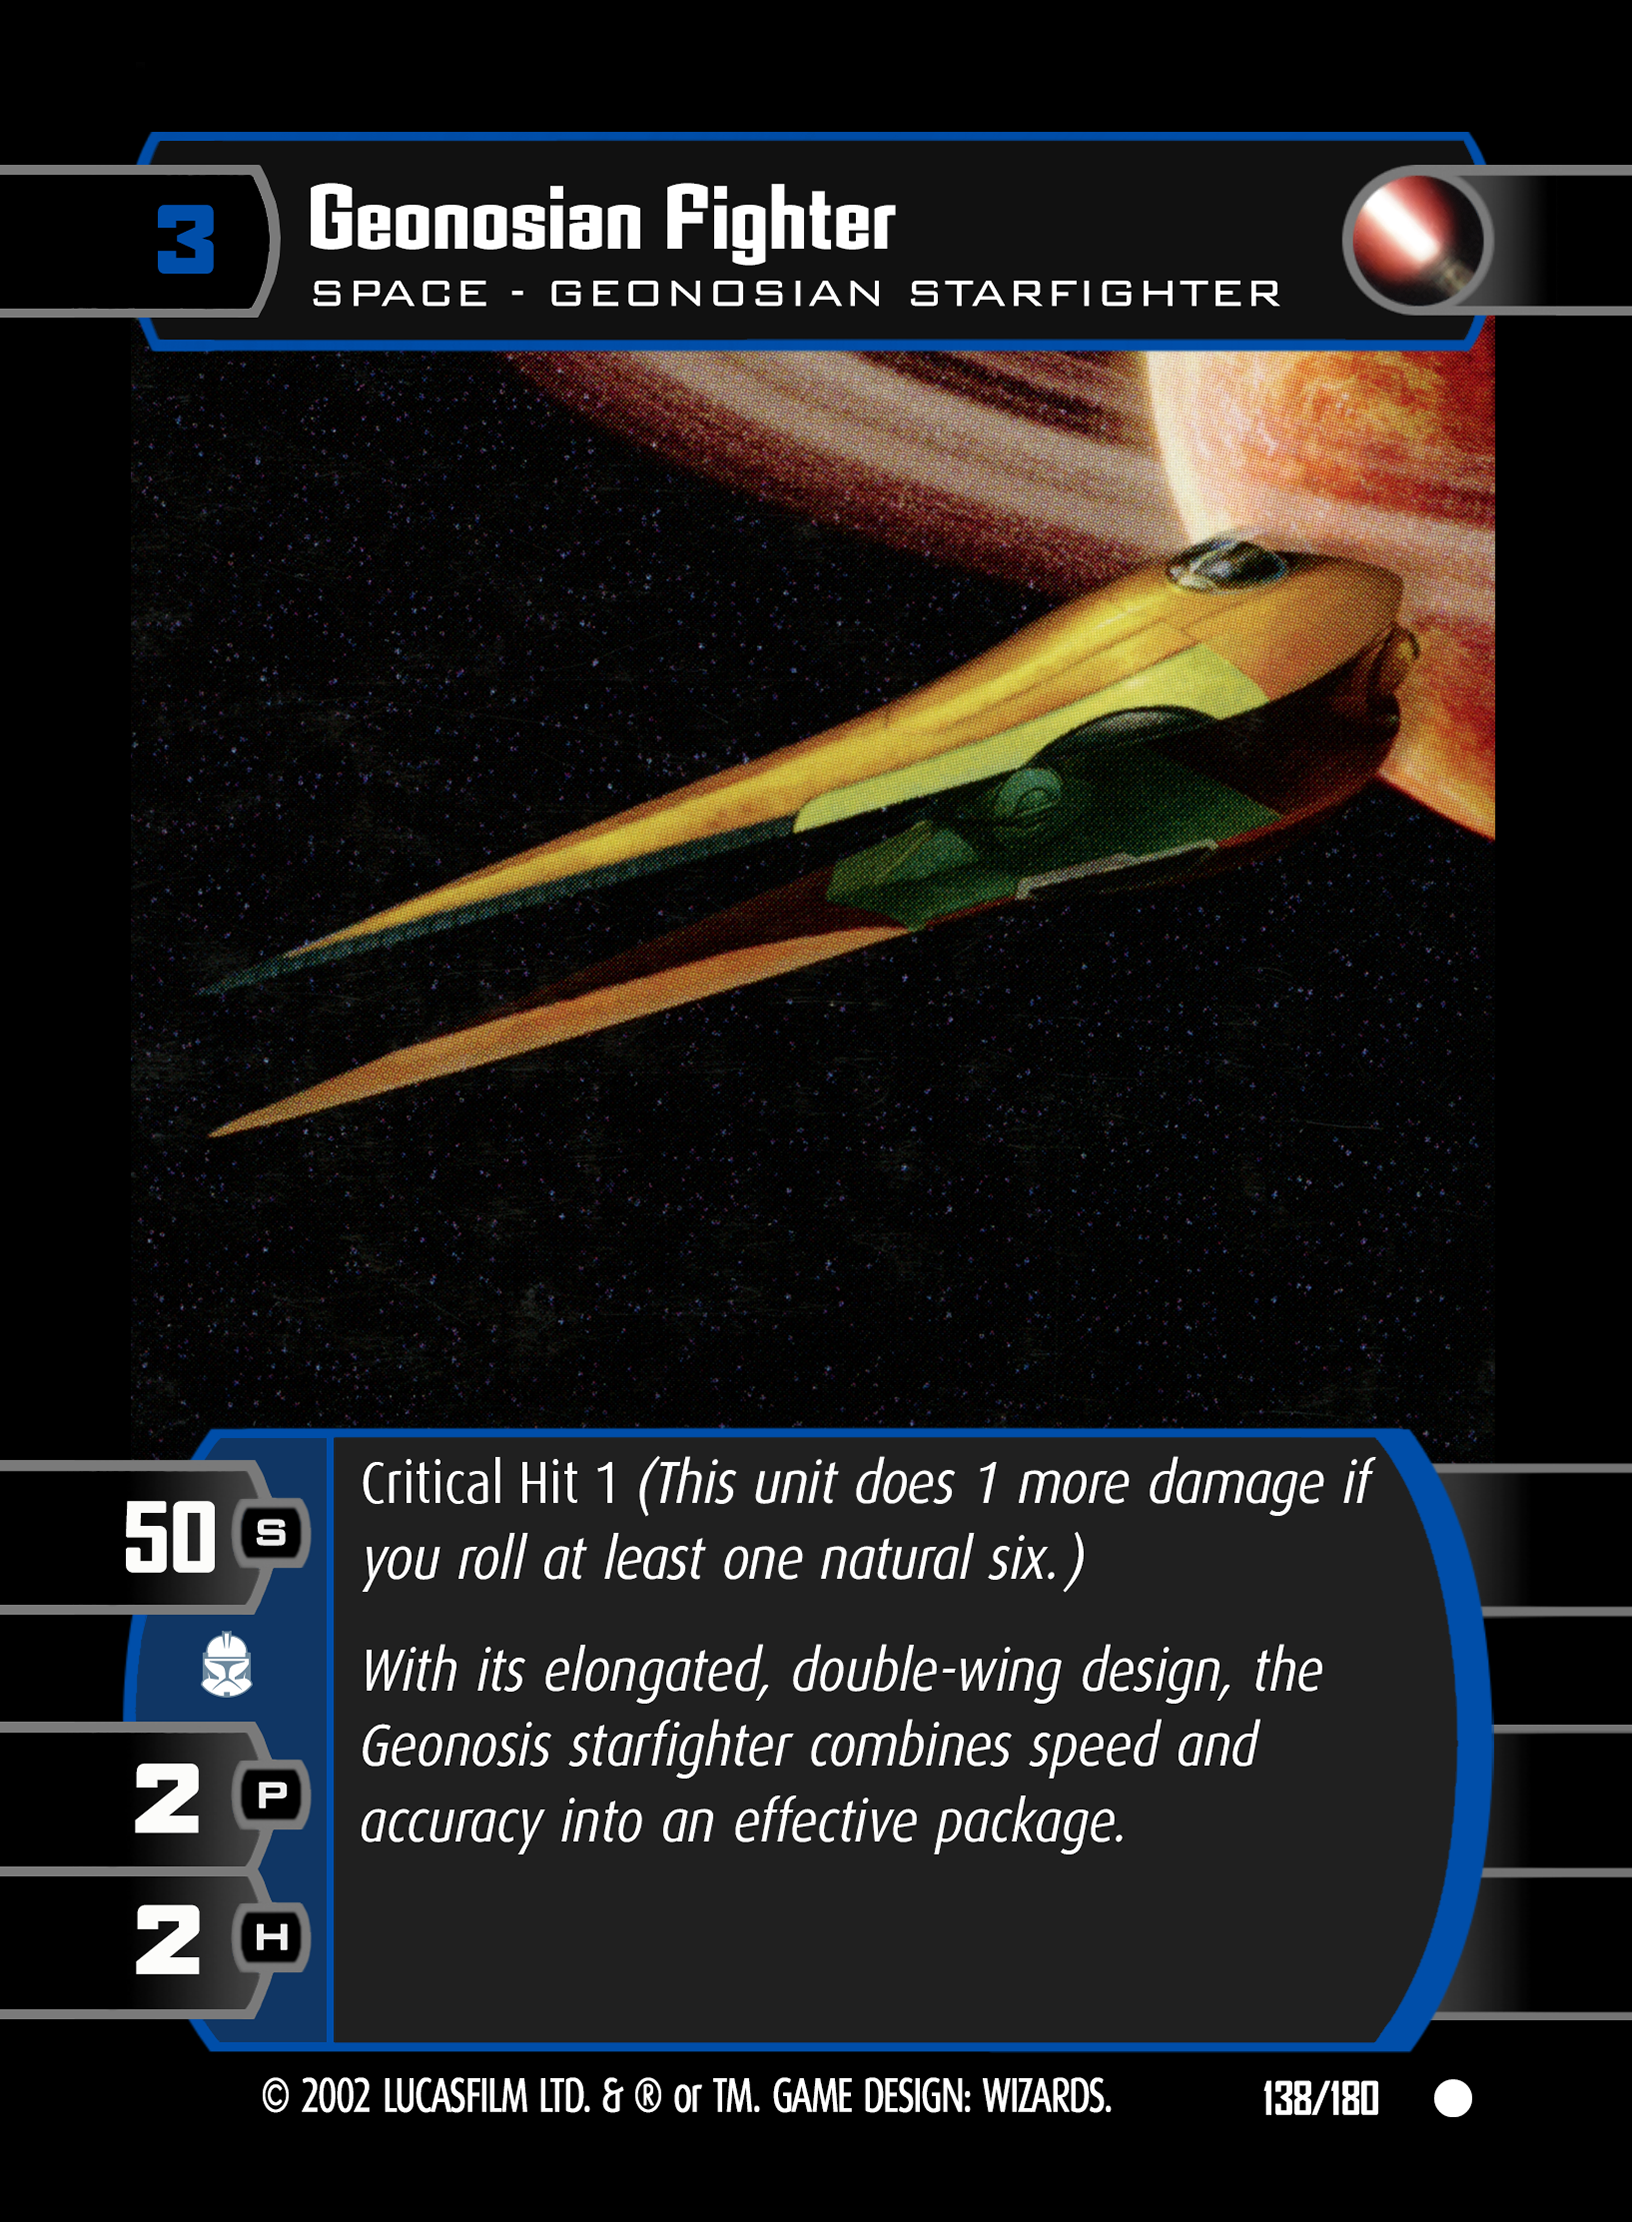 3
Geonosian Fighter
SPACE - GEONOSIAN STARFIGHTER
50 S
Critical Hit 1 (This unit does 1 more damage if
you roll at least one natural six.)
With its elongated, double-wing design, the
Geonosis starfighter combines speed and
accuracy into an effective package.
2 P
2 H
© 2002 LUCASFILM LTD. & ® or TM. GAME DESIGN: WIZARDS.
138/180